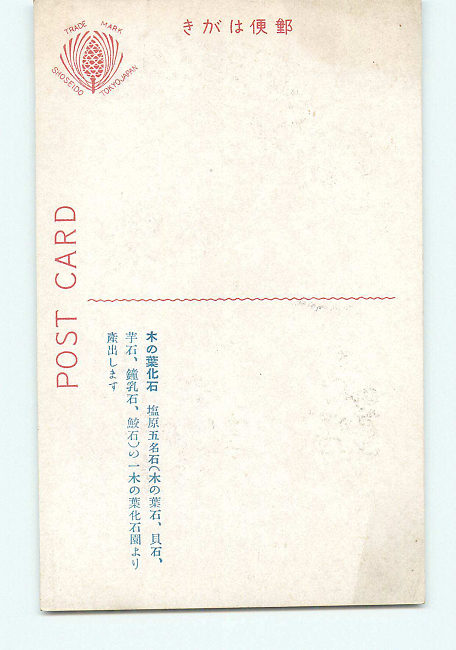 きがは便郵
TRADE MARK
SHOSEIDO TOKYO JAPAN
POST CARD
木の葉化石 塩原五名石(木の葉石、貝石、
芋石、鐘乳石、鮫石)の一木の葉化石園より
産出します